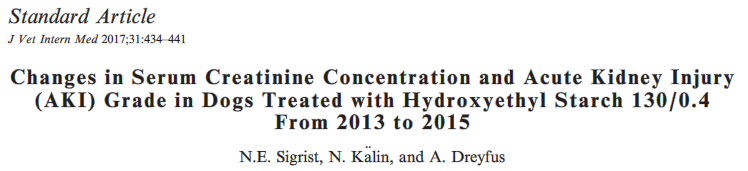 Standard Article
J Vet Intern Med 2017;31:434–441
Changes in Serum Creatinine Concentration and Acute Kidney Injury
(AKI) Grade in Dogs Treated with Hydroxyethyl Starch 130/0.4
From 2013 to 2015
N.E. Sigrist, N. Kälin, and A. Dreyfus